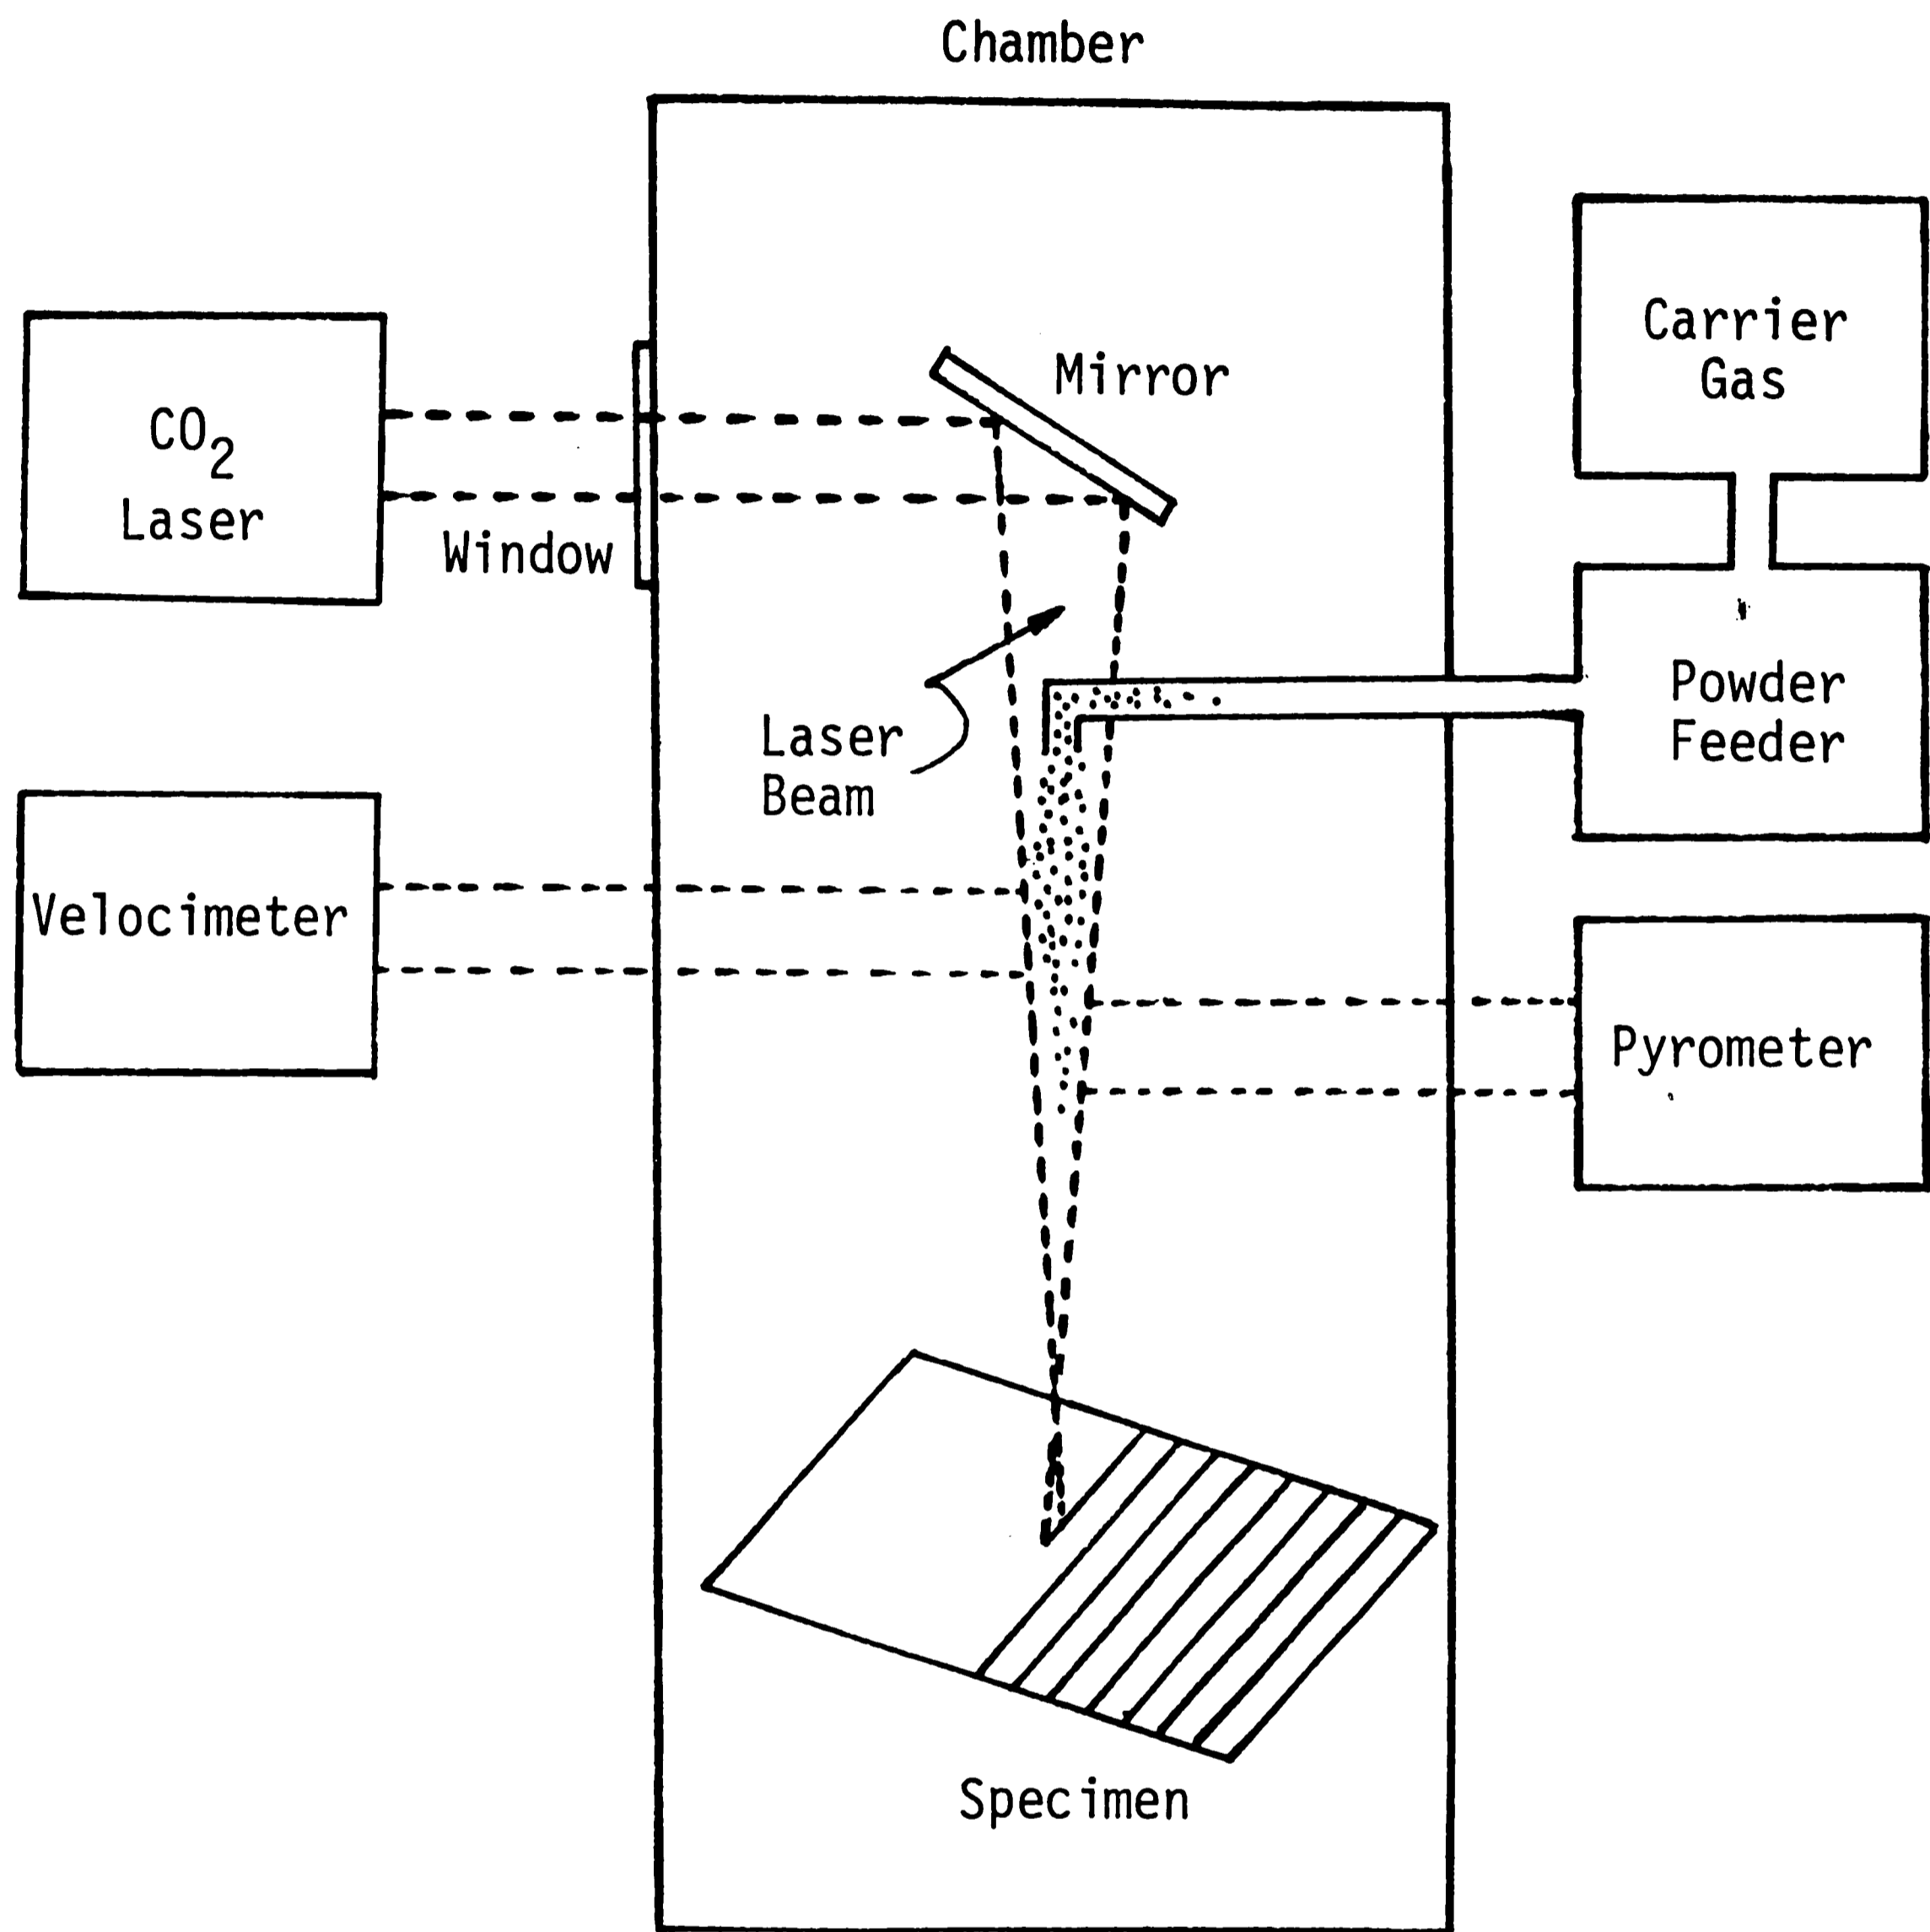 Chamber
Carrier
Gas
Mirror
CO₂
Laser
Window
Powder
Feeder
Laser
Beam
Velocimeter
Pyrometer
Specimen